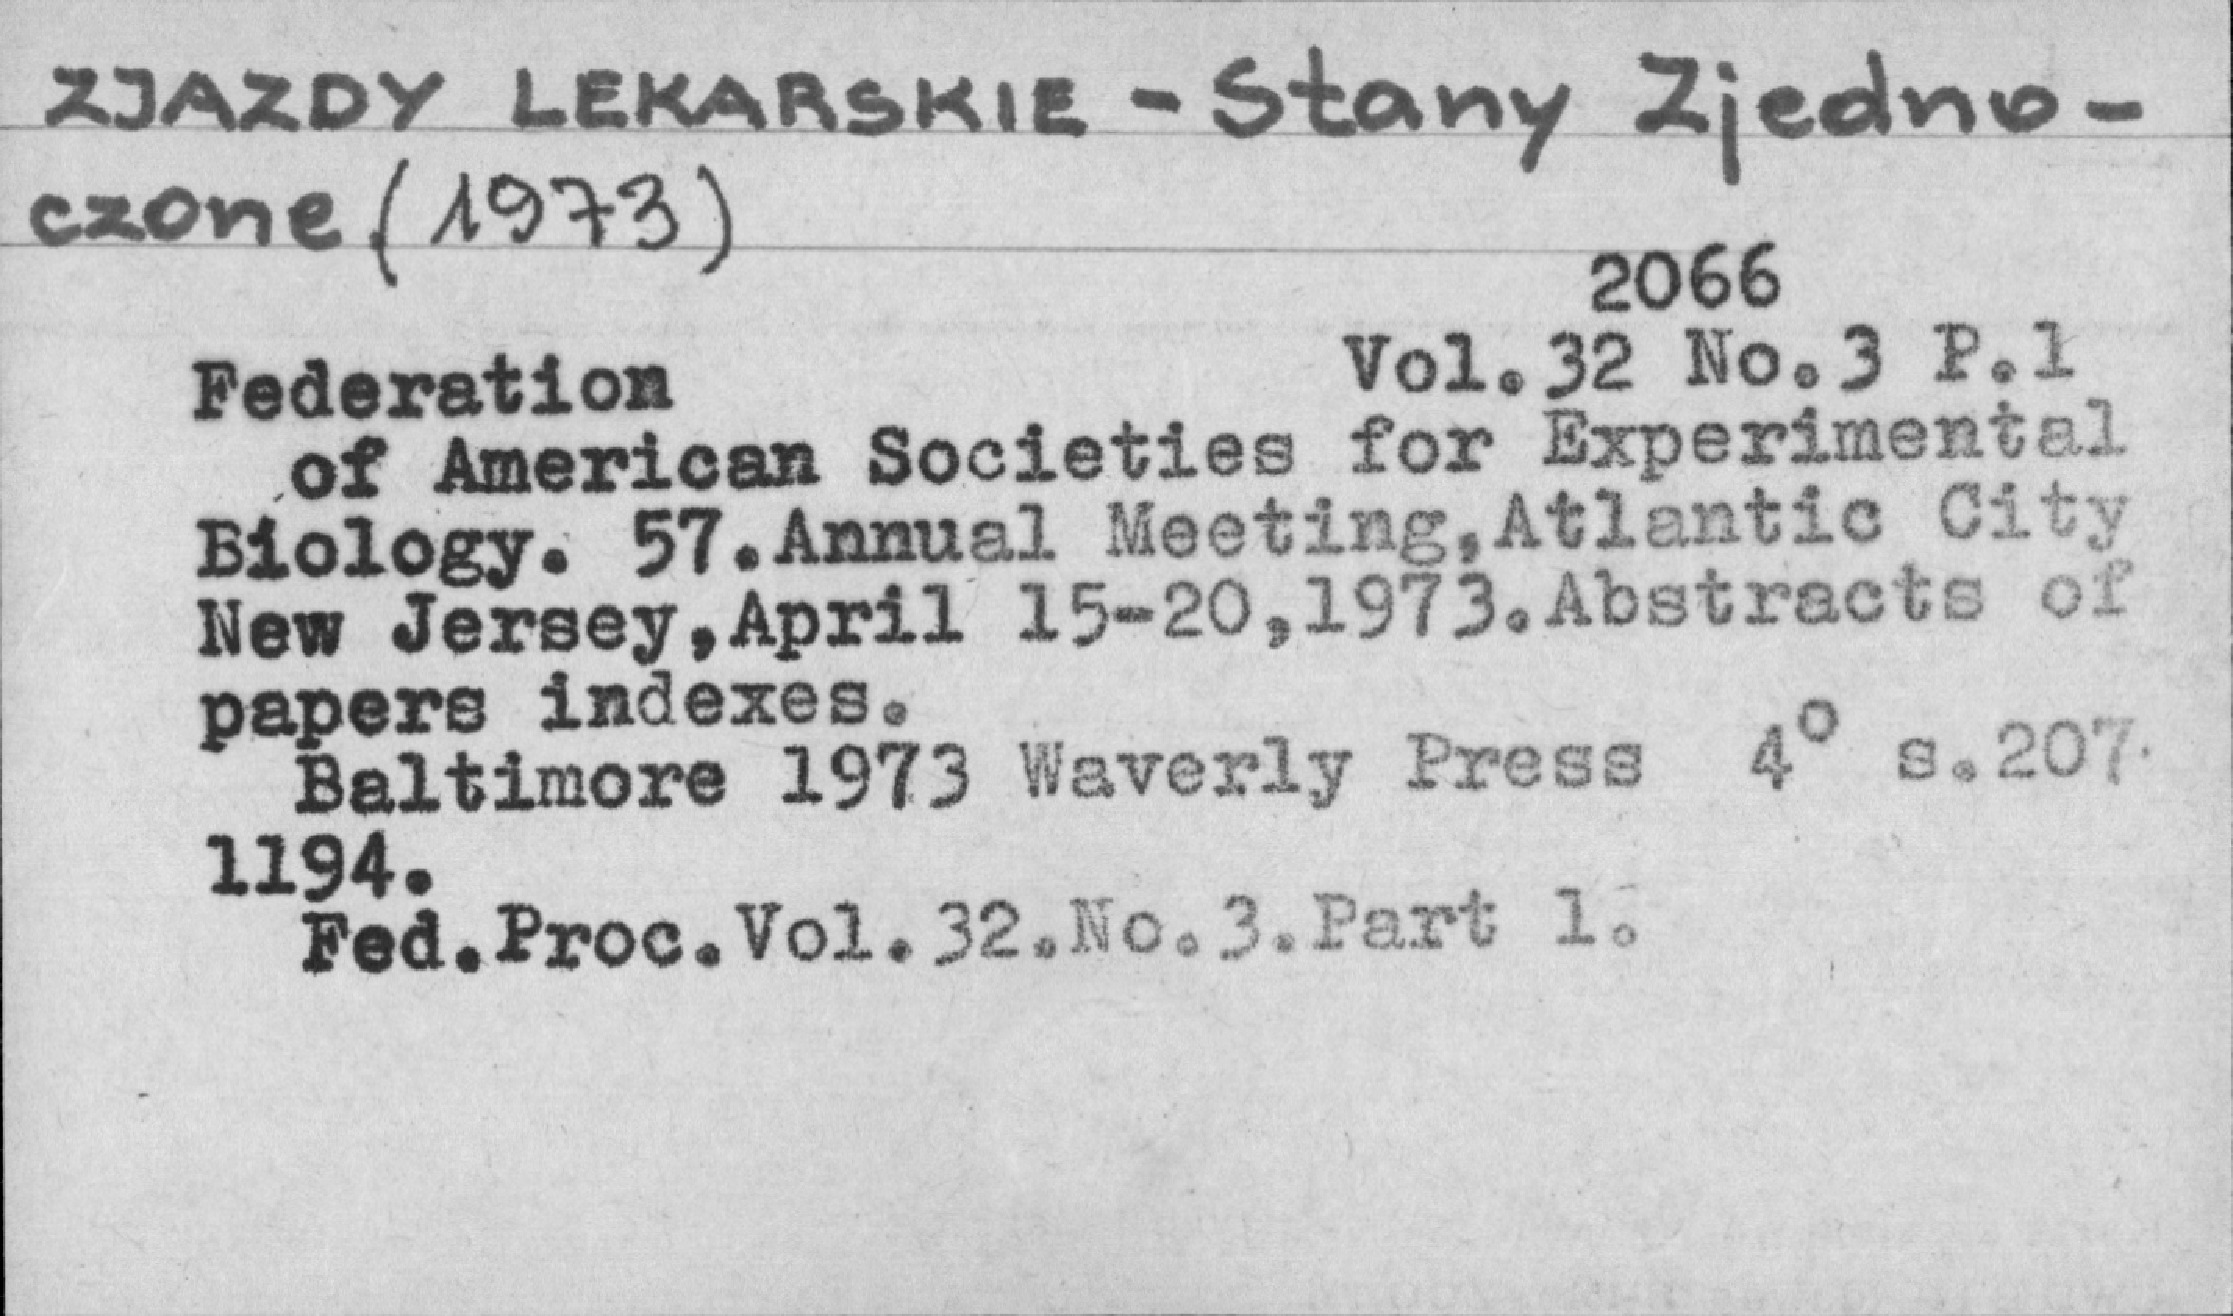 ZJAZDY LEKARSKIE - Stany Zjedno-
czone (1973)
2066
Vol.32 No.3 P.1
Federation
of American Societies for Experimental
Biology. 57.Annual Meeting,Atlantic City
New Jersey,April 15-20,1973.Abstracts of
papers indexes.
Baltimore 1973 Waverly Press 4° s.207-
1194.
Fed.Proc.Vol.32.No.3.Part 1.